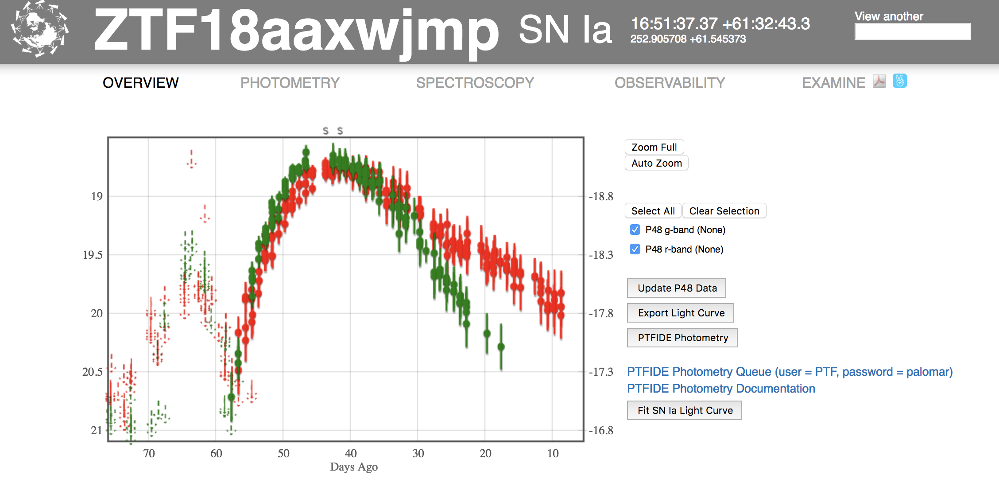 ZTF18aaxwjmp SN Ia 16:51:37.37 +61:32:43.3
252.905708 +61.545373
View another
OVERVIEW PHOTOMETRY SPECTROSCOPY OBSERVABILITY EXAMINE
S S
19
19.5
20
20.5
21
-18.8
-18.3
-17.8
-17.3
-16.8
70 60 50 40 30 20 10
Days Ago
Zoom Full
Auto Zoom
Select All Clear Selection
P48 g-band (None)
P48 r-band (None)
Update P48 Data
Export Light Curve
PTFIDE Photometry
PTFIDE Photometry Queue (user = PTF, password = palomar)
PTFIDE Photometry Documentation
Fit SN Ia Light Curve